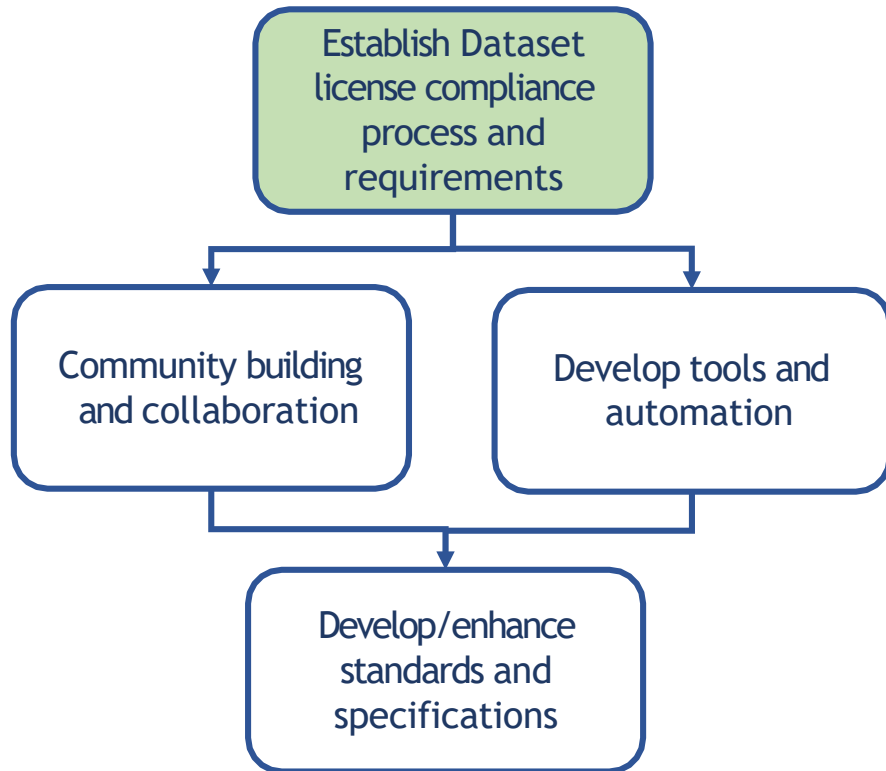 Establish Dataset
license compliance
process and
requirements
Community building
and collaboration
Develop tools and
automation
Develop/enhance
standards and
specifications